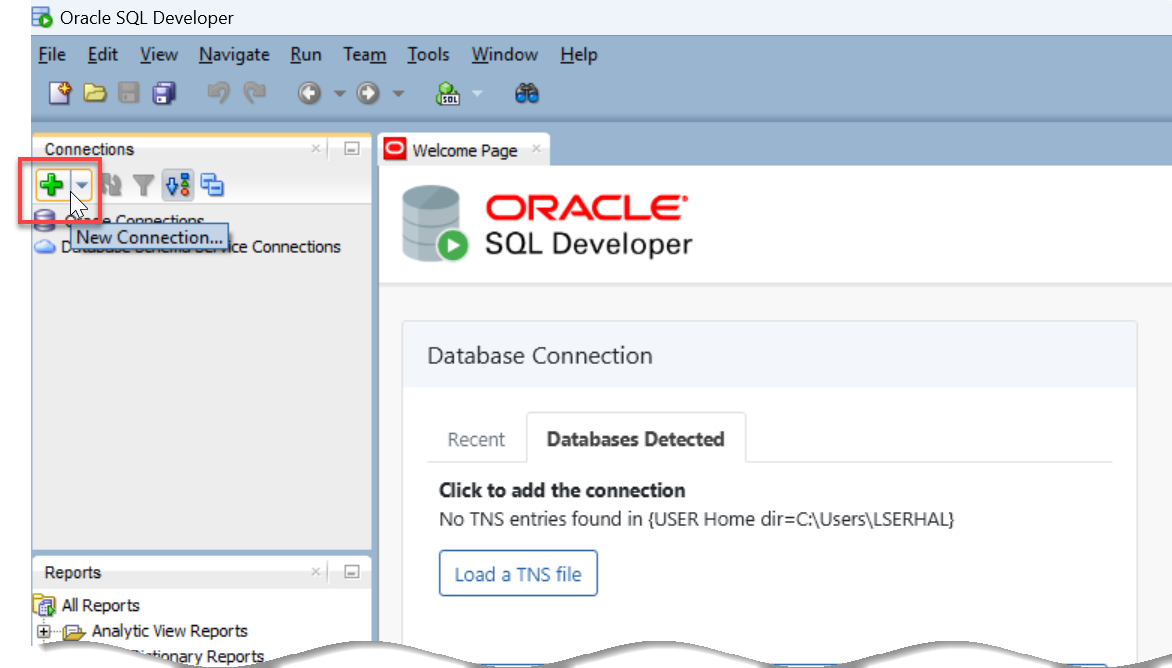 Oracle SQL Developer
File Edit View Navigate Run Team Tools Window Help
SQL
Connections
Welcome Page
Oracle Connections
New Connection...
Database Schema Service Connections
ORACLE
SQL Developer
Database Connection
Recent Databases Detected
Click to add the connection
No TNS entries found in {USER Home dir=C:\Users\LSERHAL}
Load a TNS file
Reports
All Reports
Analytic View Reports
Dictionary Reports